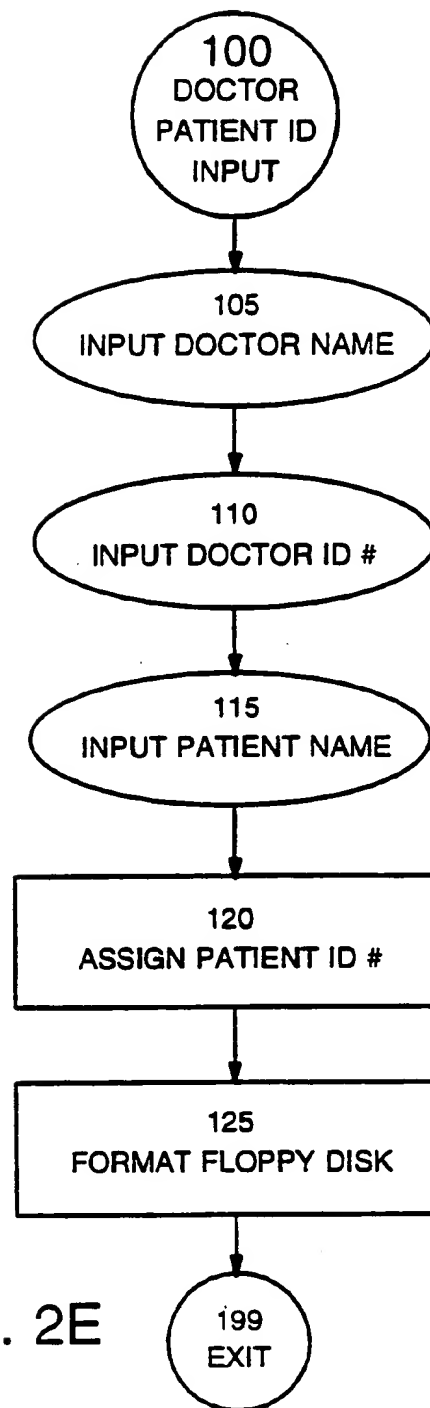 100
DOCTOR
PATIENT ID
INPUT
105
INPUT DOCTOR NAME
110
INPUT DOCTOR ID #
115
INPUT PATIENT NAME
120
ASSIGN PATIENT ID #
125
FORMAT FLOPPY DISK
199
EXIT
. 2E